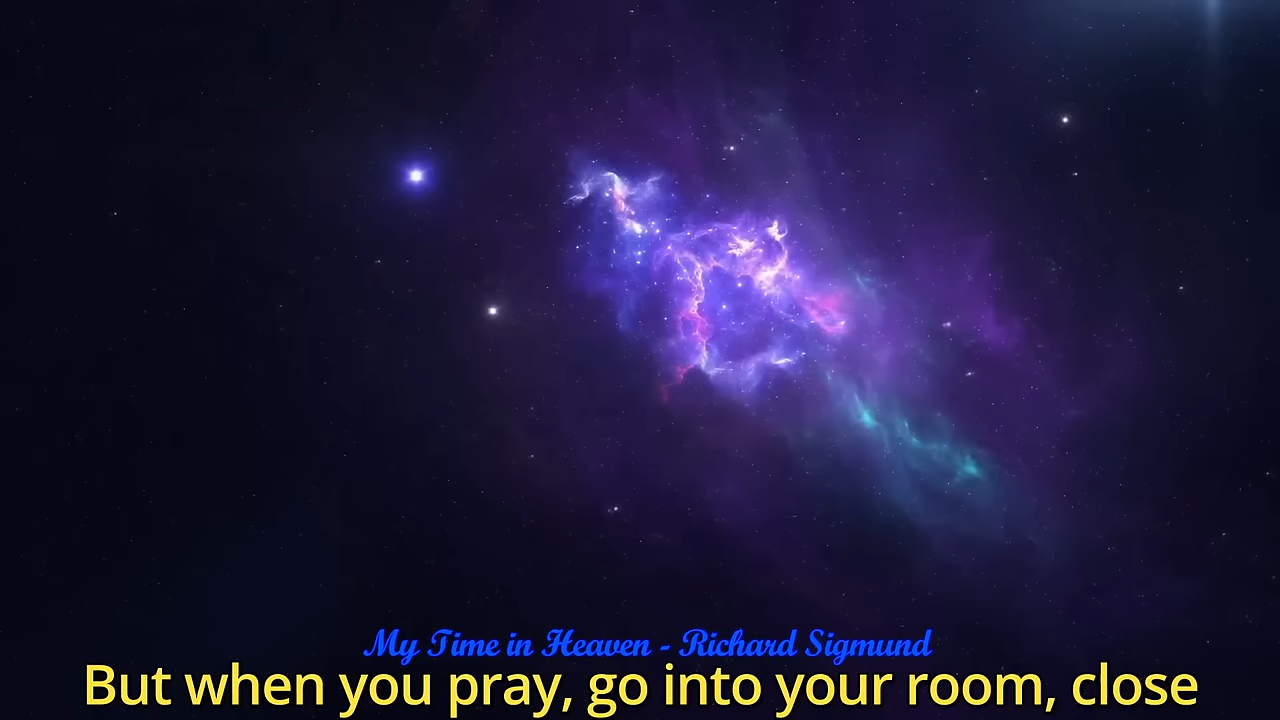 My Time in Heaven - Richard Sigmund
But when you pray, go into your room, close